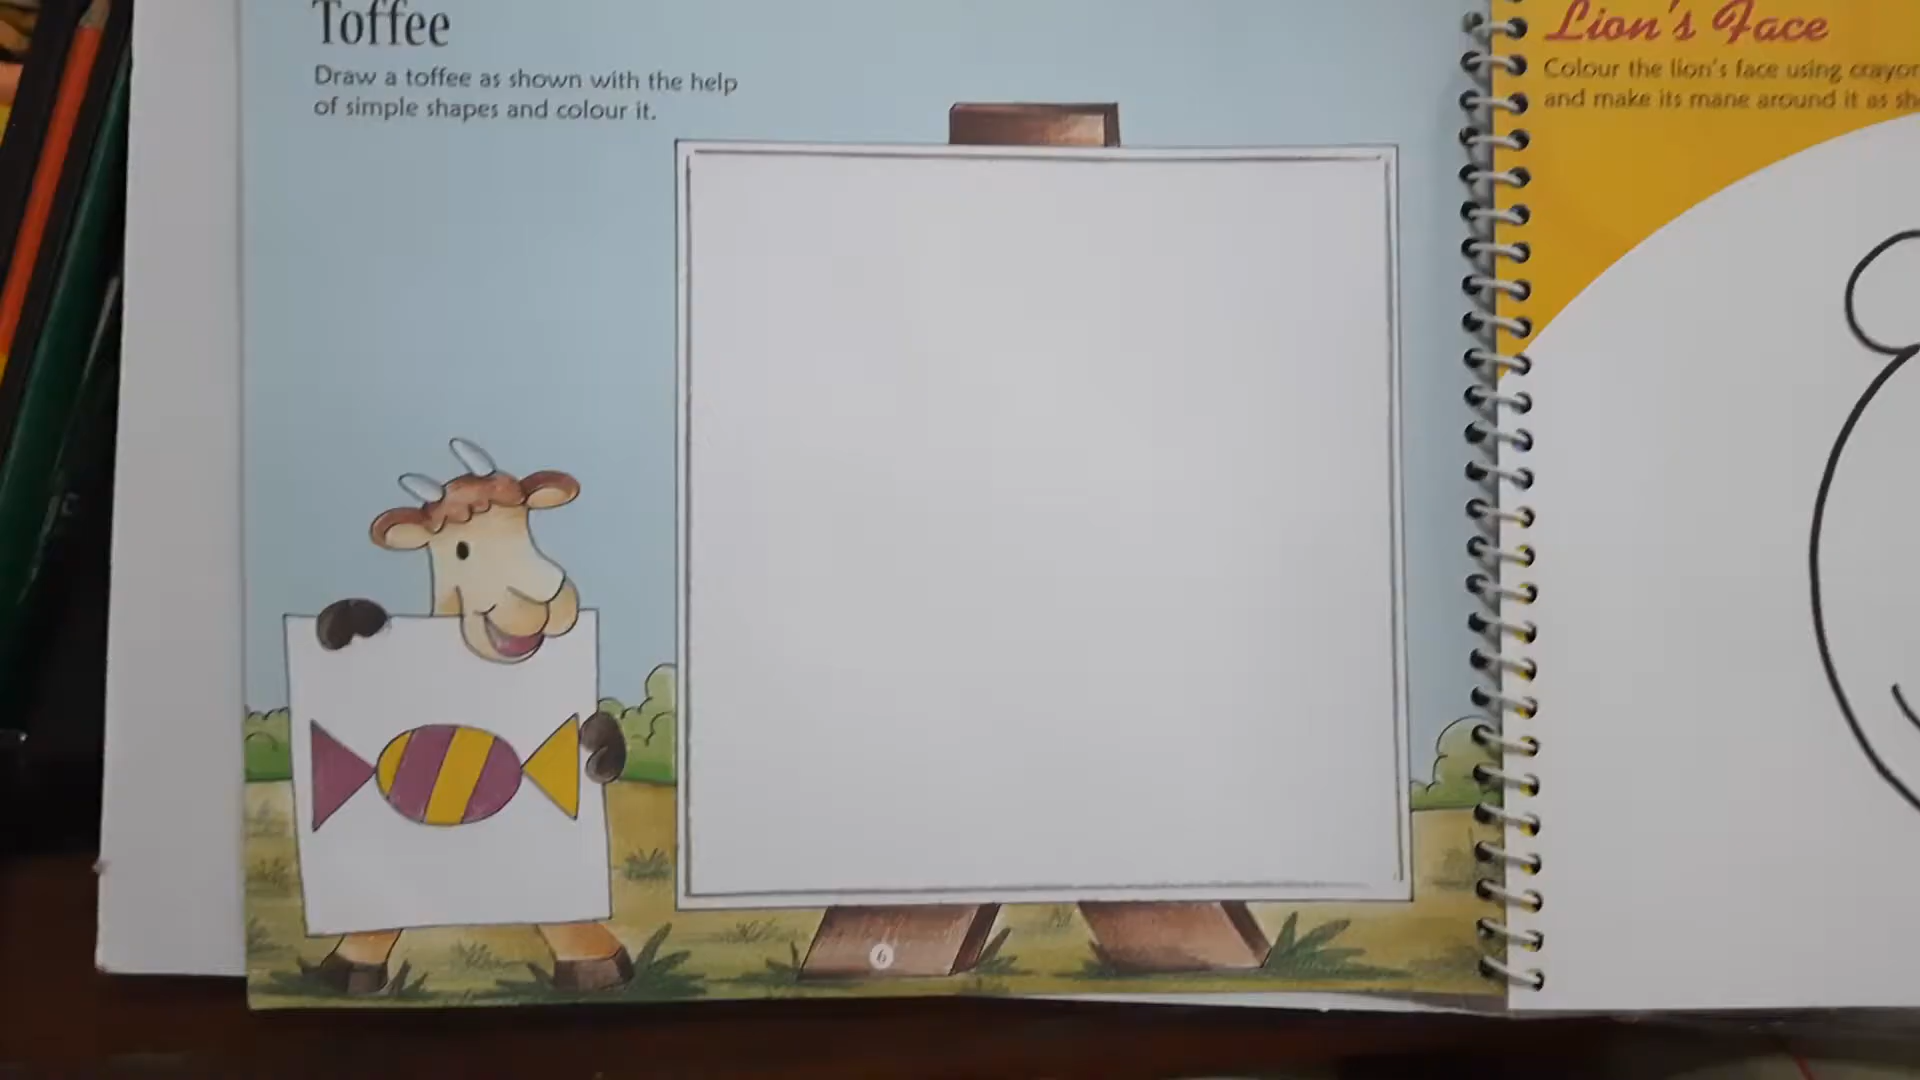 Toffee
Draw a toffee as shown with the help
of simple shapes and colour it.
6
Lion's Face
Colour the lion's face using
and make its mane around it as